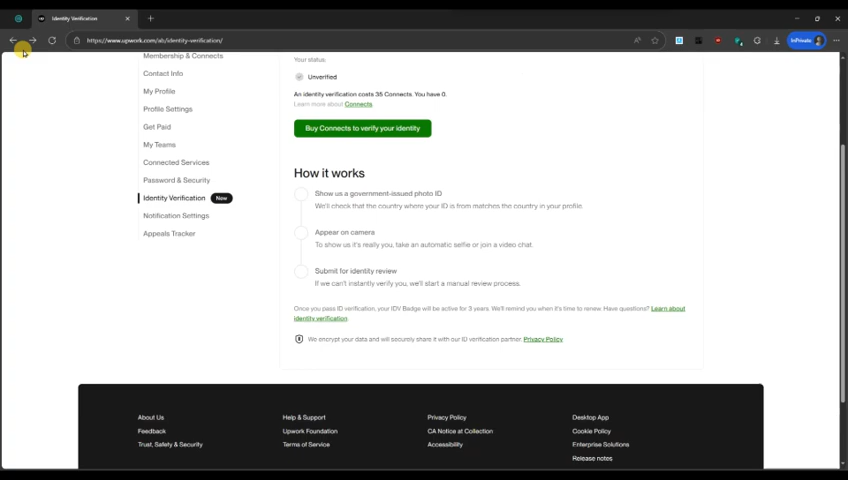 Identity Verification
https://www.upwork.com/ab/identity-verification/
InPrivate
Membership & Connects
Contact Info
My Profile
Profile Settings
Get Paid
My Teams
Connected Services
Password & Security
Identity Verification New
Notification Settings
Appeals Tracker
Your status:
Unverified
An identity verification costs 35 Connects. You have 0.
Learn more about Connects
Buy Connects to verify your identity
How it works
Show us a government-issued photo ID
We'll check that the country where your ID is from matches the country in your profile.
Appear on camera
To show us it's really you, take an automatic selfie or join a video chat.
Submit for identity review
If we can't instantly verify you, we'll start a manual review process.
Once you pass ID verification, your IDV Badge will be active for 3 years. We'll remind you when it's time to renew. Have questions? Learn about
identity verification.
We encrypt your data and will securely share it with our ID verification partner. Privacy Policy
About Us
Feedback
Trust, Safety & Security
Help & Support
Upwork Foundation
Terms of Service
Privacy Policy
CA Notice at Collection
Accessibility
Desktop App
Cookie Policy
Enterprise Solutions
Release notes